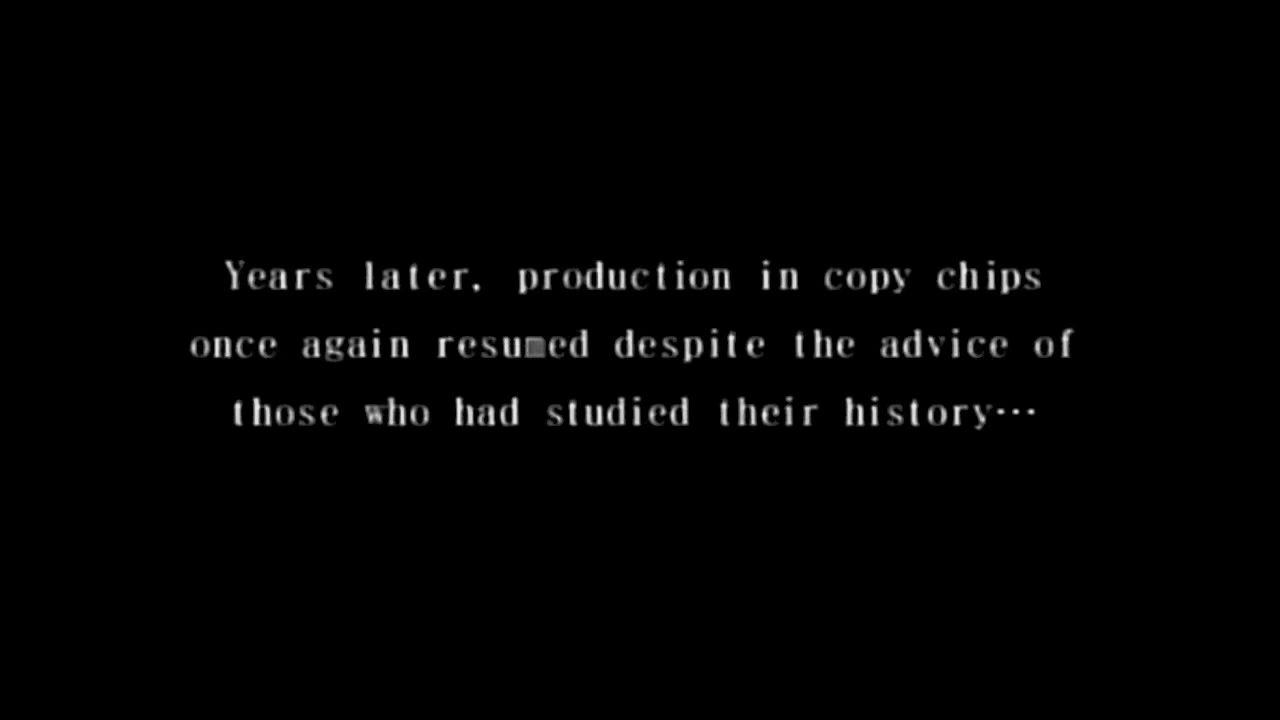 Years later, production in copy chips
once again resumed despite the advice of
those who had studied their history…